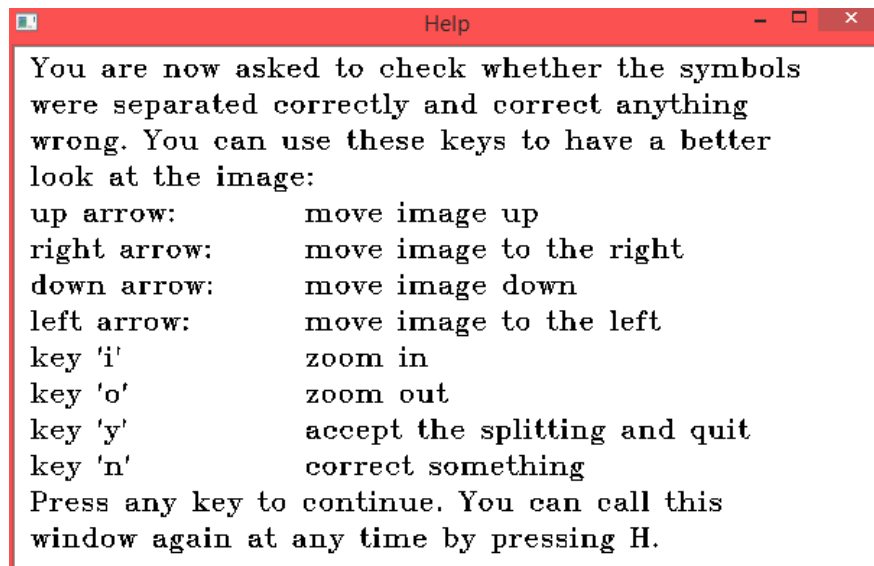 Help
You are now asked to check whether the symbols
were separated correctly and correct anything
wrong. You can use these keys to have a better
look at the image:
up arrow: move image up
right arrow: move image to the right
down arrow: move image down
left arrow: move image to the left
key 'i' zoom in
key 'o' zoom out
key 'y' accept the splitting and quit
key 'n' correct something
Press any key to continue. You can call this
window again at any time by pressing H.